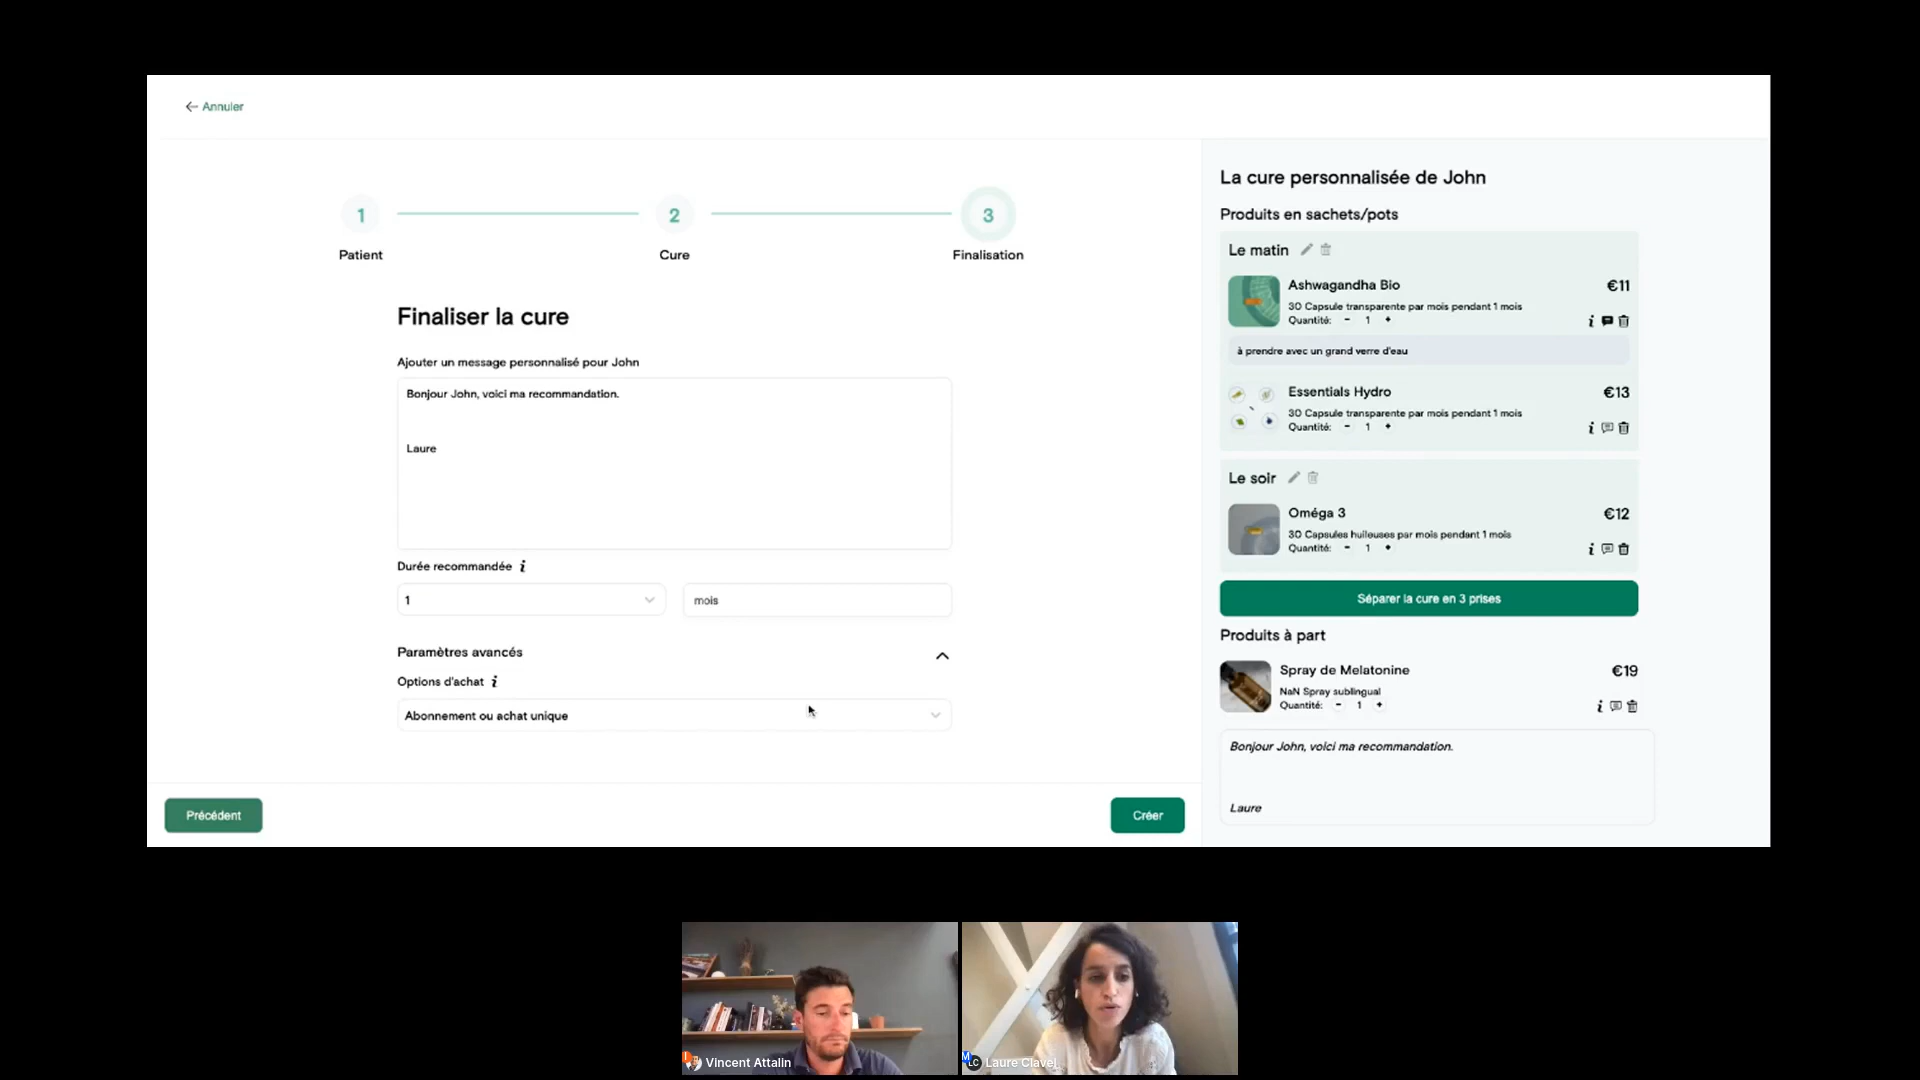 ← Annuler
1
2
3
Patient
Cure
Finalisation
Finaliser la cure
Ajouter un message personnalisé pour John
Bonjour John, voici ma recommandation.
Laure
Durée recommandée i
1
mois
Paramètres avancés
Options d'achat i
Abonnement ou achat unique
Précédent
Créer
La cure personnalisée de John
Produits en sachets/pots
Le matin
Ashwagandha Bio €11
30 Capsule transparente par mois pendant 1 mois
Quantité: - 1 +
à prendre avec un grand verre d'eau
Essentials Hydro €13
30 Capsule transparente par mois pendant 1 mois
Quantité: - 1 +
Le soir
Oméga 3 €12
30 Capsules huileuses par mois pendant 1 mois
Quantité: - 1 +
Séparer la cure en 3 prises
Produits à part
Spray de Melatonine €19
NaN Spray sublingual
Quantité: - 1 +
Bonjour John, voici ma recommandation.
Laure
Vincent Attalin
LC Laure Clavel